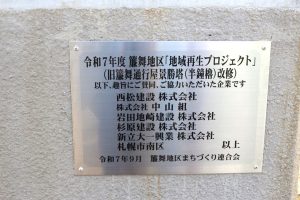 令和7年度 簾舞地区「地域再生プロジェクト」
(旧簾舞通行屋景勝塔(半鐘櫓)改修)
以下、趣旨にご賛同、ご協力いただいた企業です
西松建設 株式会社
株式会社 中山組
岩田地崎建設 株式会社
杉原建設 株式会社
新立大一興業 株式会社
札幌市南区 以上
令和7年9月 簾舞地区まちづくり連合会